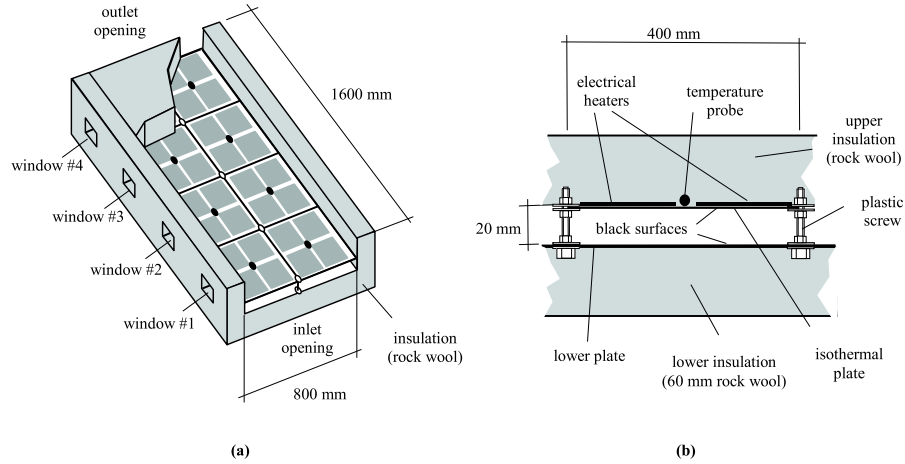 outlet
opening
1600 mm
window #4
window #3
window #2
window #1
inlet
opening
insulation
(rock wool)
800 mm
(a)
400 mm
electrical
heaters
temperature
probe
upper
insulation
(rock wool)
plastic
screw
20 mm
black surfaces
lower plate
lower insulation
(60 mm rock wool)
isothermal
plate
(b)